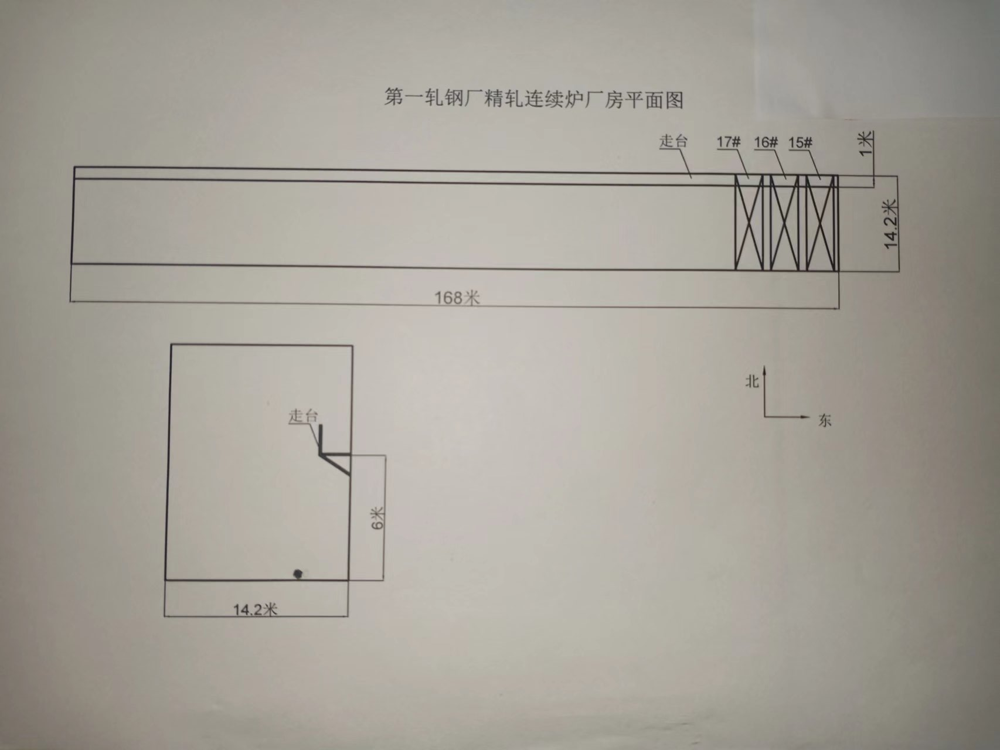 第一轧钢厂精轧连续炉厂房平面图
走台
17#
16#
15#
1米
14.2米
168米
走台
6米
14.2米
北
东